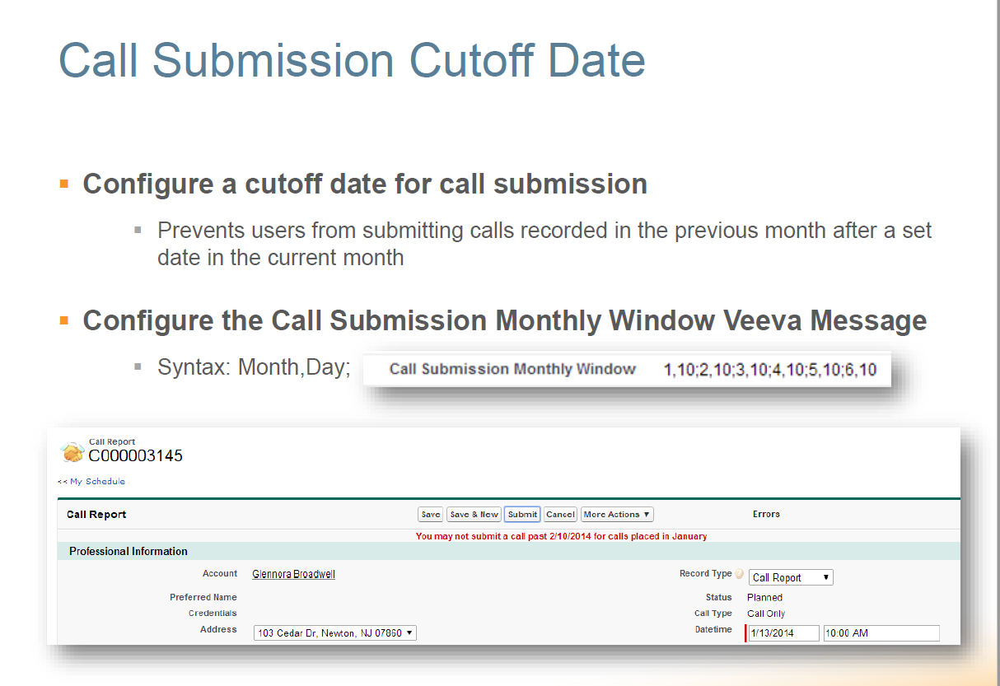 Call Submission Cutoff Date
Configure a cutoff date for call submission
Prevents users from submitting calls recorded in the previous month after a set
date in the current month
Configure the Call Submission Monthly Window Veeva Message
Syntax: Month,Day;
Call Submission Monthly Window 1,10;2,10;3,10;4,10;5,10;6,10
Call Report
C000003145
<< My Schedule
Call Report Save Save & New Submit Cancel More Actions ▼ Errors
You may not submit a call past 2/10/2014 for calls placed in January
Professional Information
Account Glennora Broadwell Record Type ? Call Report ▼
Preferred Name Status Planned
Credentials Call Type Call Only
Address 103 Cedar Dr, Newton, NJ 07860 ▼ Datetime 1/13/2014 10:00 AM